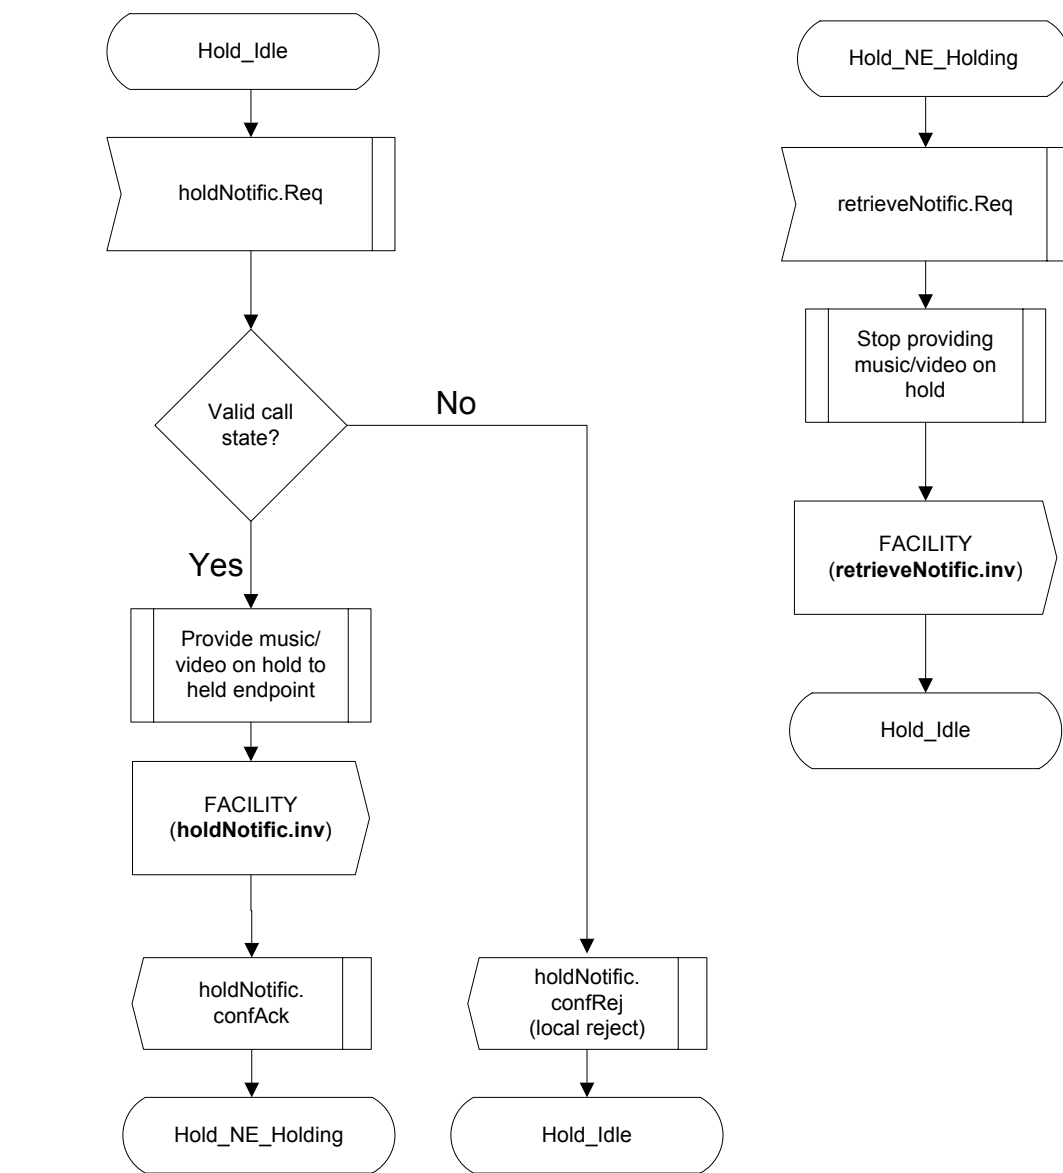 Hold_Idle
holdNotific.Req
Valid call
state?
No
Yes
Provide music/
video on hold to
held endpoint
FACILITY
(holdNotific.inv)
holdNotific.
confAck
Hold_NE_Holding
holdNotific.
confRej
(local reject)
Hold_Idle
Hold_NE_Holding
retrieveNotific.Req
Stop providing
music/video on
hold
FACILITY
(retrieveNotific.inv)
Hold_Idle